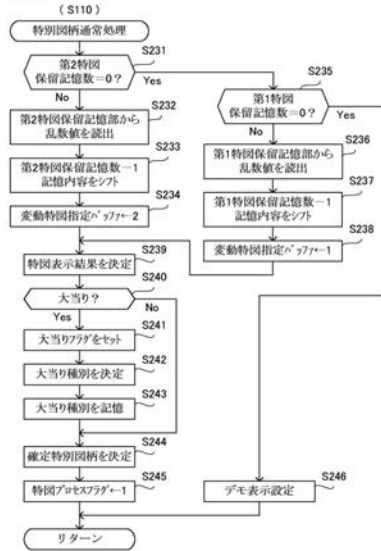 (S110)
特別図柄通常処理
S231
第2特図
保留記憶数=0?
Yes
S235
No
S232
第1特図
保留記憶数=0?
Yes
第2特図保留記憶部から
乱数値を読出
No
S236
S233
第1特図保留記憶部から
乱数値を読出
第2特図保留記憶数-1
記憶内容をシフト
S237
S234
第1特図保留記憶数-1
記憶内容をシフト
変動特図指定バッファ←2
S238
S239
変動特図指定バッファ←1
特図表示結果を決定
S240
大当り?
No
Yes
S241
大当りフラグをセット
S242
大当り種別を決定
S243
大当り種別を記憶
S244
確定特別図柄を決定
S245
S246
特図プロセスフラグ←1
デモ表示設定
リターン